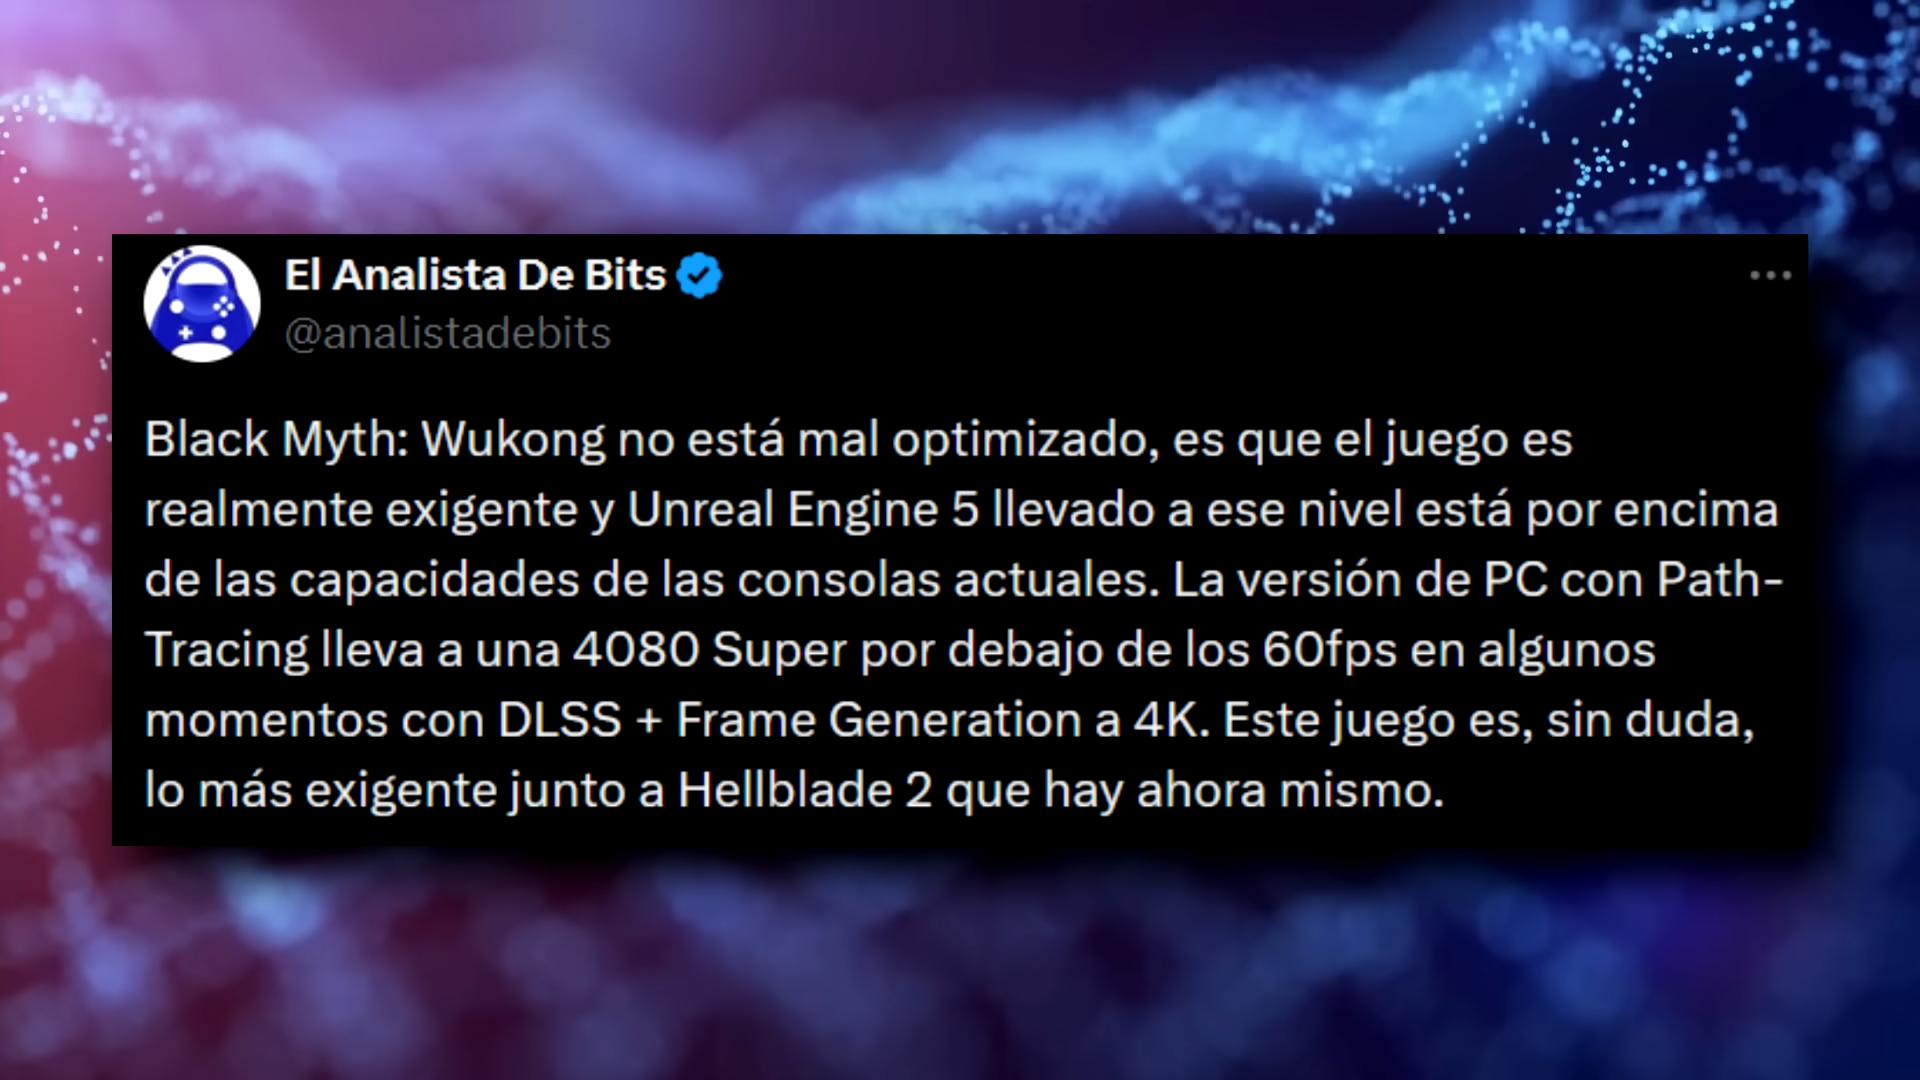 El Analista De Bits
@analistadebits
Black Myth: Wukong no está mal optimizado, es que el juego es
realmente exigente y Unreal Engine 5 llevado a ese nivel está por encima
de las capacidades de las consolas actuales. La versión de PC con Path-
Tracing lleva a una 4080 Super por debajo de los 60fps en algunos
momentos con DLSS + Frame Generation a 4K. Este juego es, sin duda,
lo más exigente junto a Hellblade 2 que hay ahora mismo.